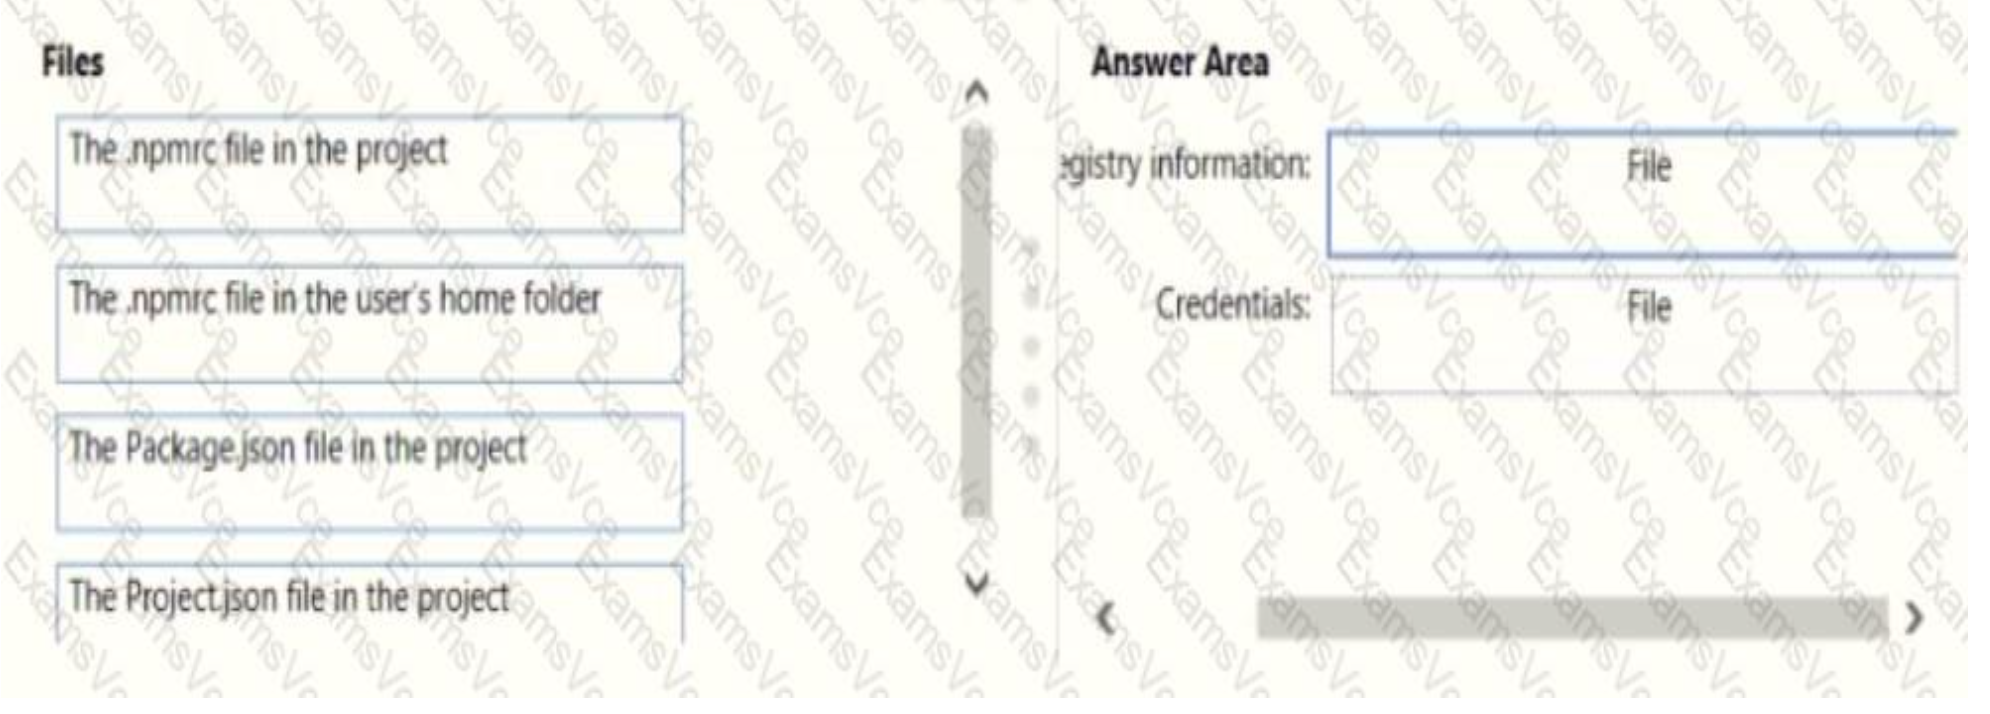 Files
The .npmrc file in the project
The .npmrc file in the user's home folder
The Package.json file in the project
The Project.json file in the project
Answer Area
egistry information:
File
Credentials:
File